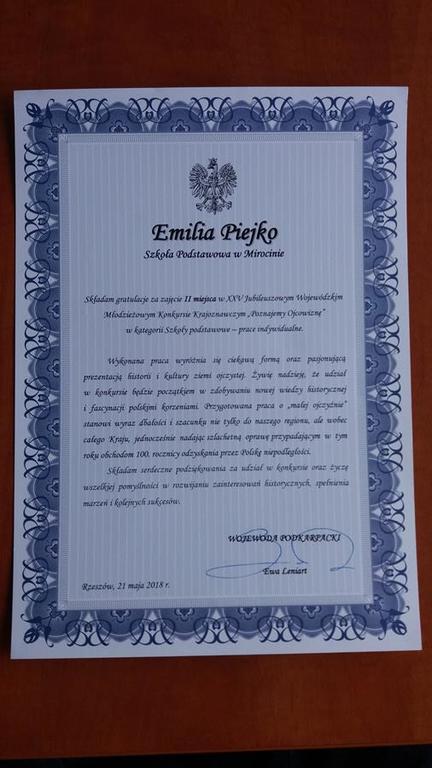 Emilia Piejko
Szkoła Podstawowa w Mirocinie
Składam gratulacje za zajęcie II miejsca w XXV Jubileuszowym Wojewódzkim
Młodzieżowym Konkursie Krajoznawczym „Poznajemy Ojcowiznę”
w kategorii Szkoły podstawowe – prace indywidualne.
Wykonana praca wyróżnia się ciekawą formą oraz pasjonującą
prezentacją historii i kultury ziemi ojczystej. Żywię nadzieję, że udział
w konkursie będzie początkiem w zdobywaniu nowej wiedzy historycznej
i fascynacji polskimi korzeniami. Przygotowana praca o „małej ojczyźnie”
stanowi wyraz dbałości i szacunku nie tylko do naszego regionu, ale wobec
całego Kraju, jednocześnie nadając szlachetną oprawę przypadającym w tym
roku obchodom 100. rocznicy odzyskania przez Polskę niepodległości.
Składam serdeczne podziękowania za udział w konkursie oraz życzę
wszelkiej pomyślności w rozwijaniu zainteresowań historycznych, spełnienia
marzeń i kolejnych sukcesów.
WOJEWODA PODKARPACKI
Ewa Leniart
Rzeszów, 21 maja 2018 r.